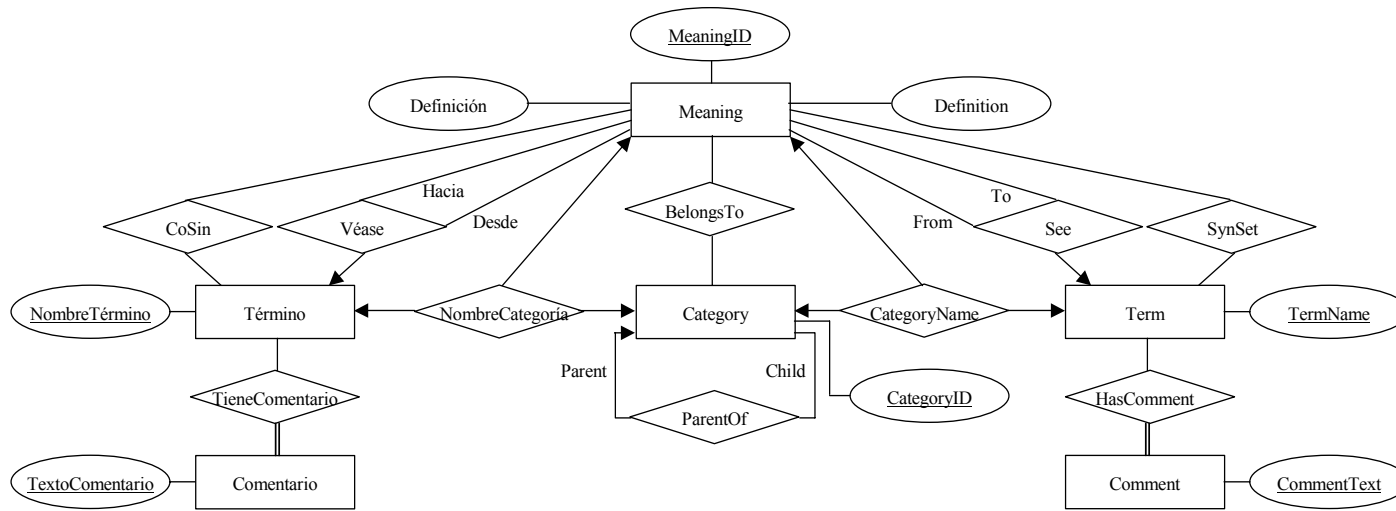 MeaningID
Definición
Meaning
Definition
Hacia
To
CoSin
Véase
Desde
BelongsTo
From
See
SynSet
NombreTérmino
Término
NombreCategoría
Category
CategoryName
Term
TermName
Parent
Child
TieneComentario
ParentOf
CategoryID
HasComment
TextoComentario
Comentario
Comment
CommentText